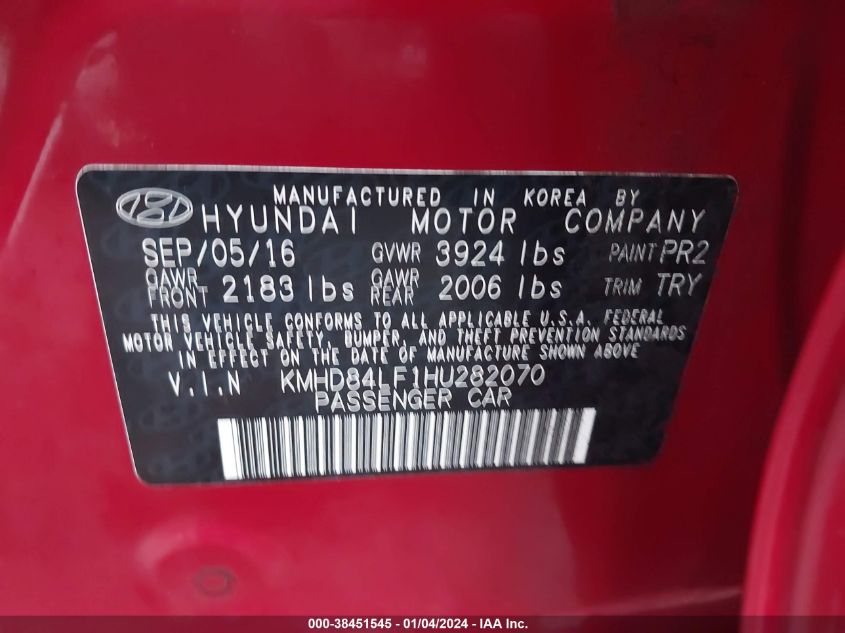 MANUFACTURED IN KOREA BY
HYUNDAI MOTOR COMPANY
SEP/05/16 GVWR 3924 lbs PAINT PR2
GAWR FRONT 2183 lbs GAWR REAR 2006 lbs TRIM TRY
THIS VEHICLE CONFORMS TO ALL APPLICABLE U.S.A. FEDERAL
MOTOR VEHICLE SAFETY, BUMPER, AND THEFT PREVENTION STANDARDS
IN EFFECT ON THE DATE OF MANUFACTURE SHOWN ABOVE
V.I.N KMHD84LF1HU282070
PASSENGER CAR
000-38451545 - 01/04/2024 - IAA Inc.